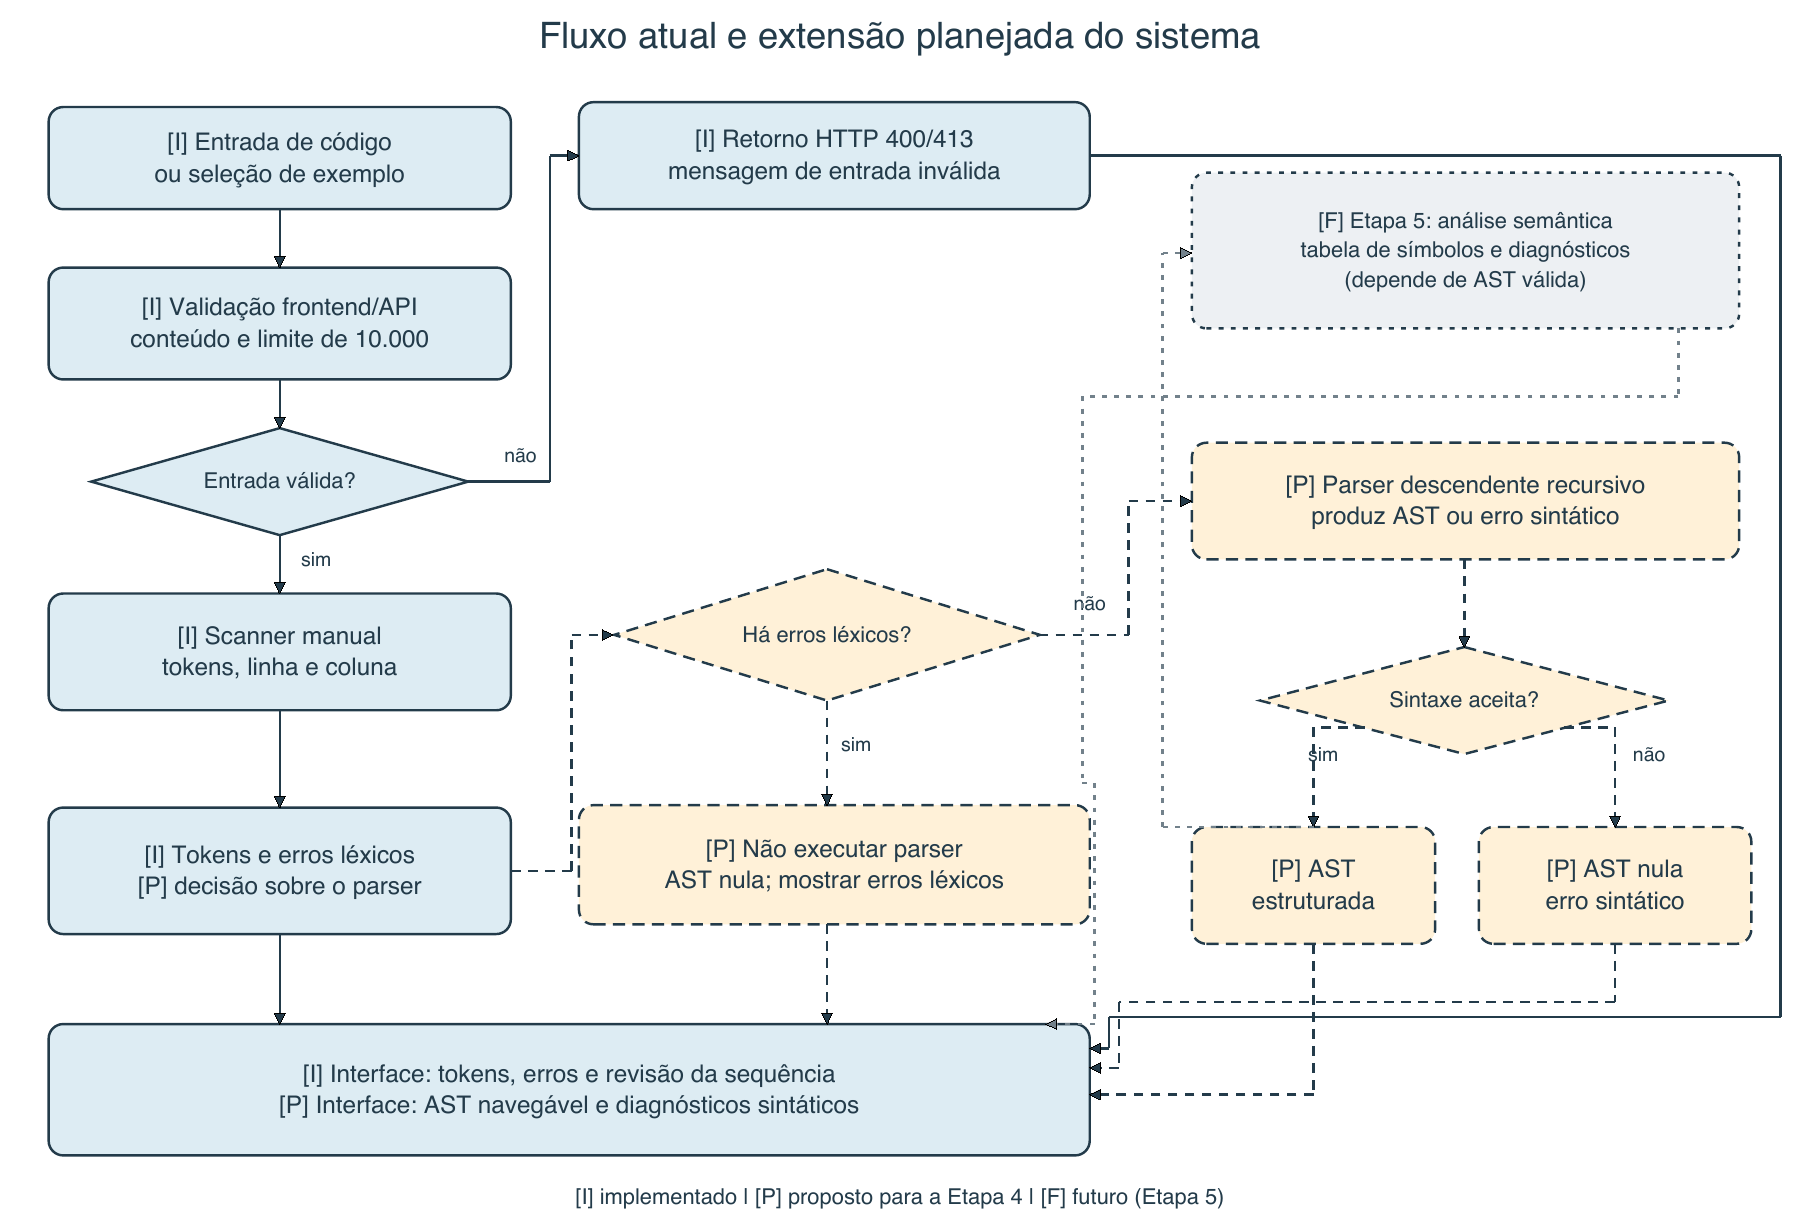 Fluxo atual e extensão planejada do sistema
[I] Entrada de código
ou seleção de exemplo
[I] Retorno HTTP 400/413
mensagem de entrada inválida
[F] Etapa 5: análise semântica
tabela de símbolos e diagnósticos
(depende de AST válida)
[I] Validação frontend/API
conteúdo e limite de 10.000
Entrada válida?
não
sim
[P] Parser descendente recursivo
produz AST ou erro sintático
[I] Scanner manual
tokens, linha e coluna
Há erros léxicos?
não
sim
Sintaxe aceita?
sim
não
[I] Tokens e erros léxicos
[P] decisão sobre o parser
[P] Não executar parser
AST nula; mostrar erros léxicos
[P] AST
estruturada
[P] AST nula
erro sintático
[I] Interface: tokens, erros e revisão da sequência
[P] Interface: AST navegável e diagnósticos sintáticos
[I] implementado | [P] proposto para a Etapa 4 | [F] futuro (Etapa 5)